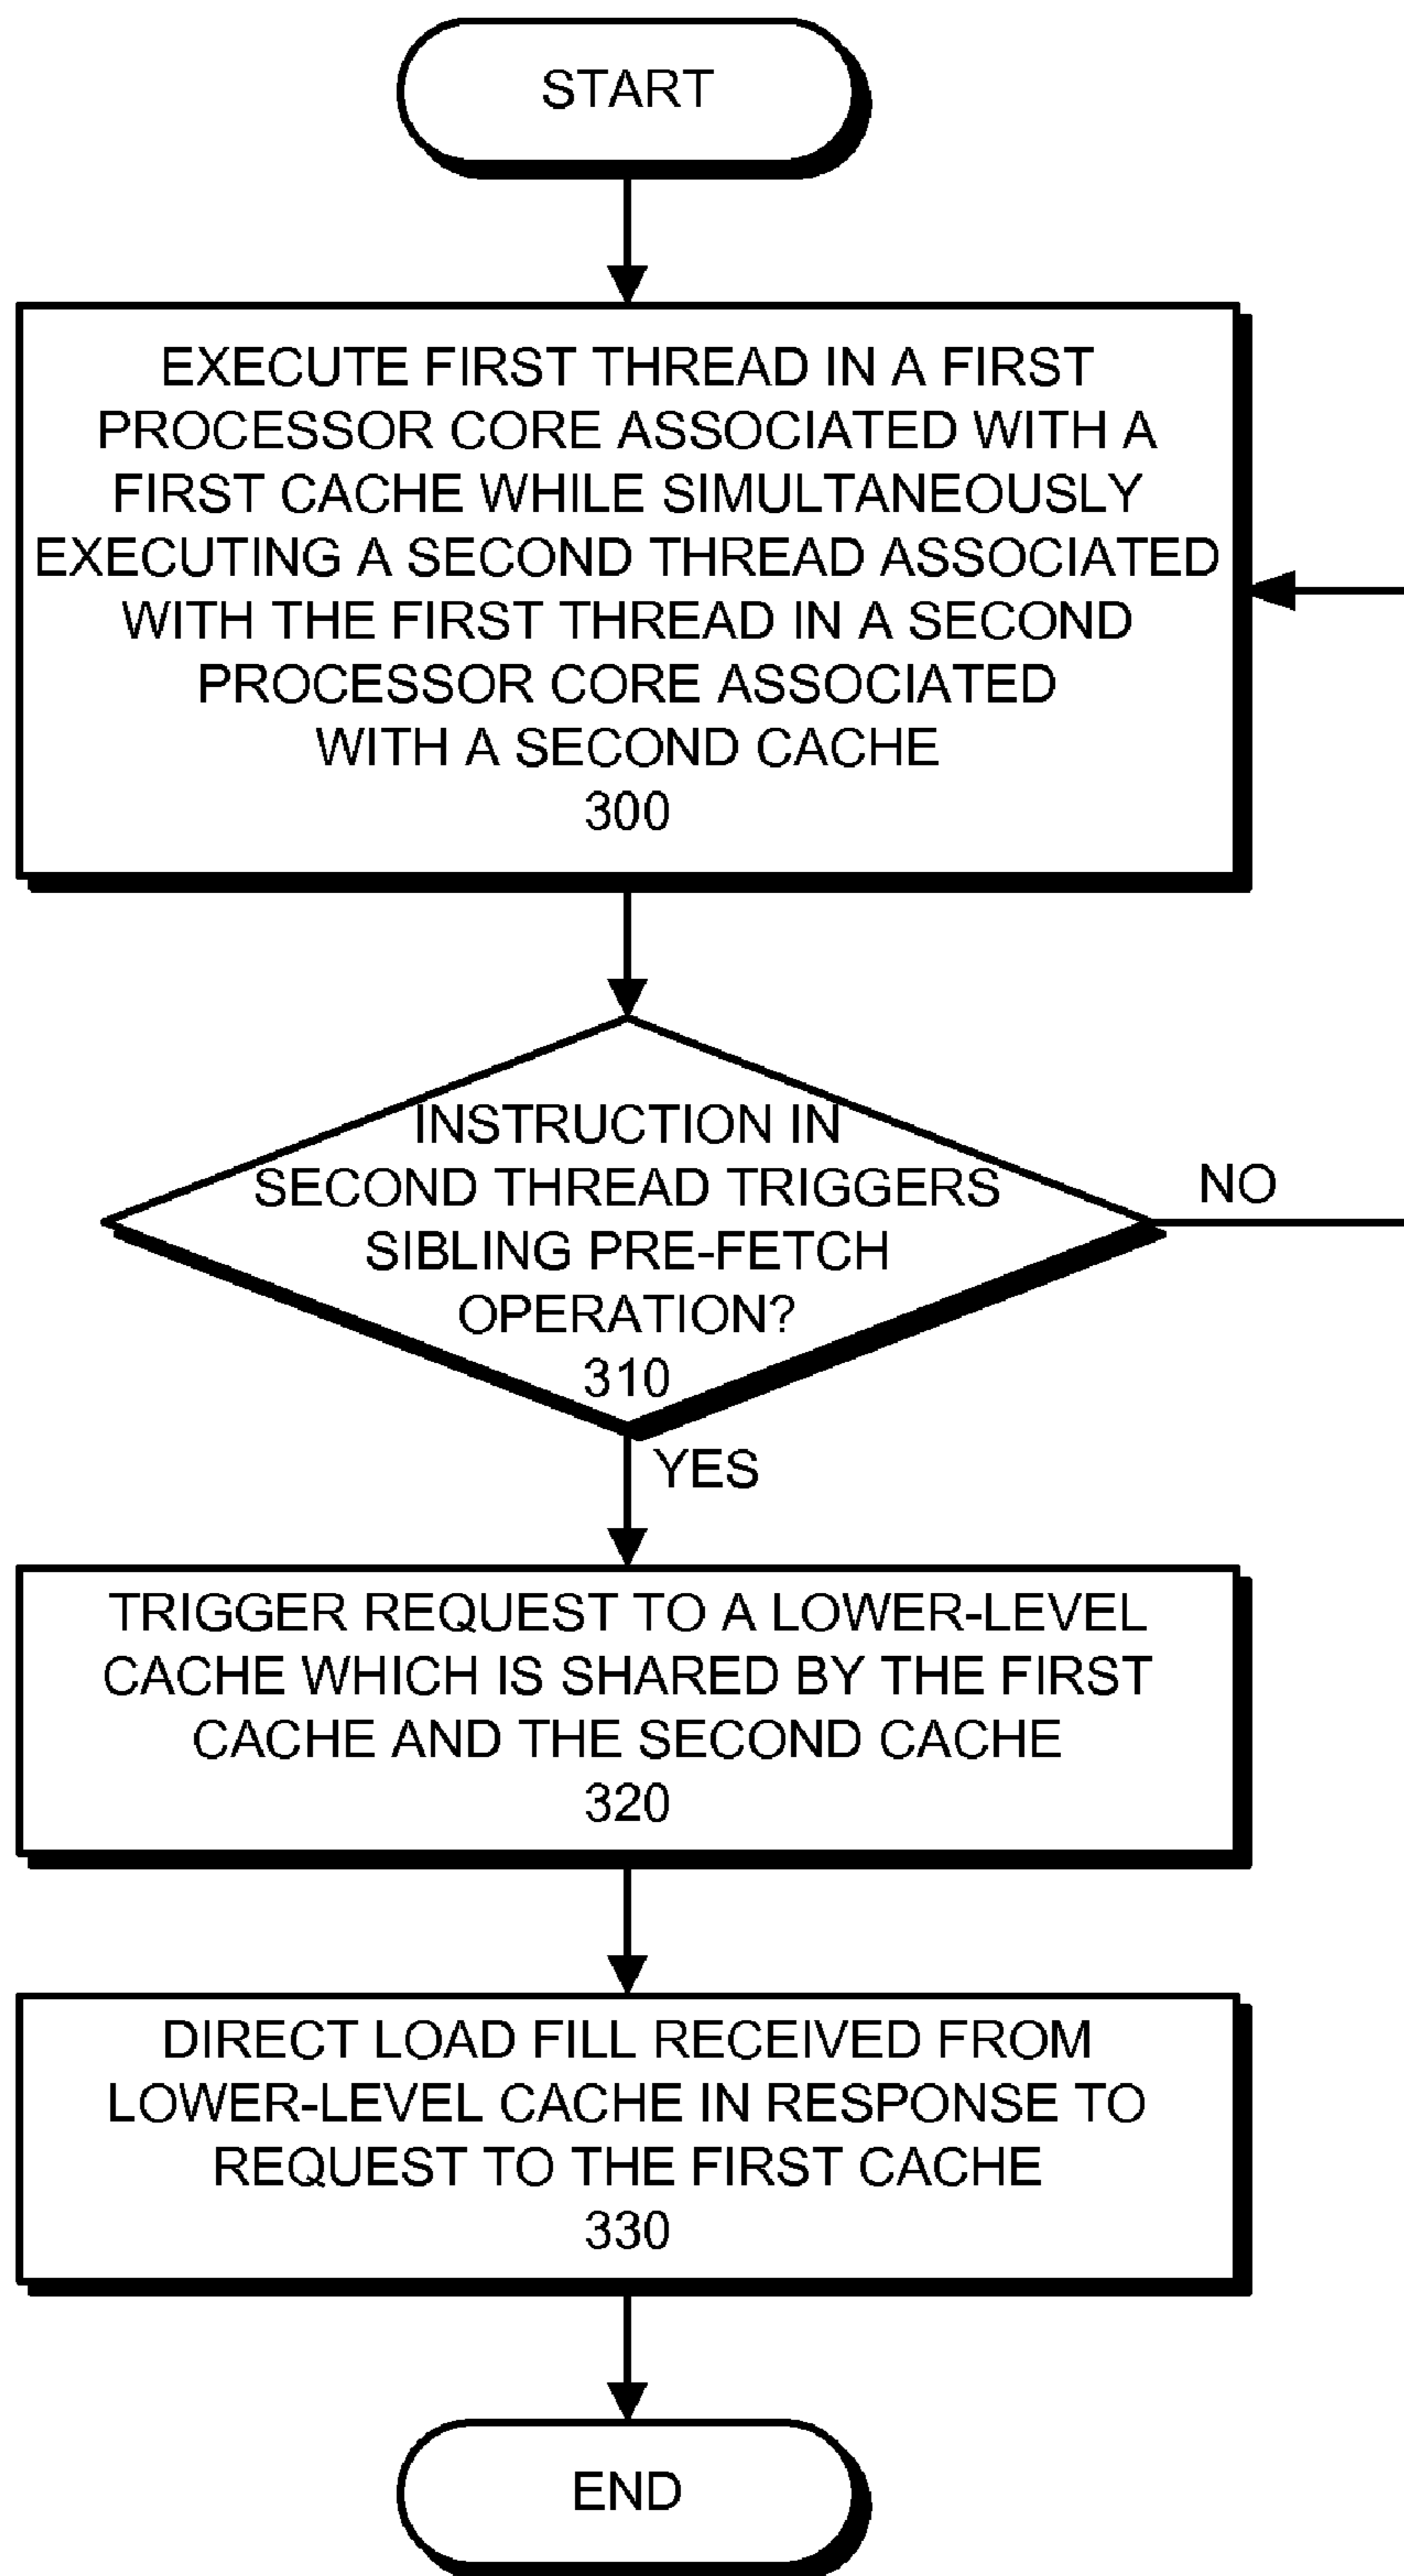 START
EXECUTE FIRST THREAD IN A FIRST
PROCESSOR CORE ASSOCIATED WITH A
FIRST CACHE WHILE SIMULTANEOUSLY
EXECUTING A SECOND THREAD ASSOCIATED
WITH THE FIRST THREAD IN A SECOND
PROCESSOR CORE ASSOCIATED
WITH A SECOND CACHE
300
INSTRUCTION IN
SECOND THREAD TRIGGERS
SIBLING PRE-FETCH
OPERATION?
310
NO
YES
TRIGGER REQUEST TO A LOWER-LEVEL
CACHE WHICH IS SHARED BY THE FIRST
CACHE AND THE SECOND CACHE
320
DIRECT LOAD FILL RECEIVED FROM
LOWER-LEVEL CACHE IN RESPONSE TO
REQUEST TO THE FIRST CACHE
330
END